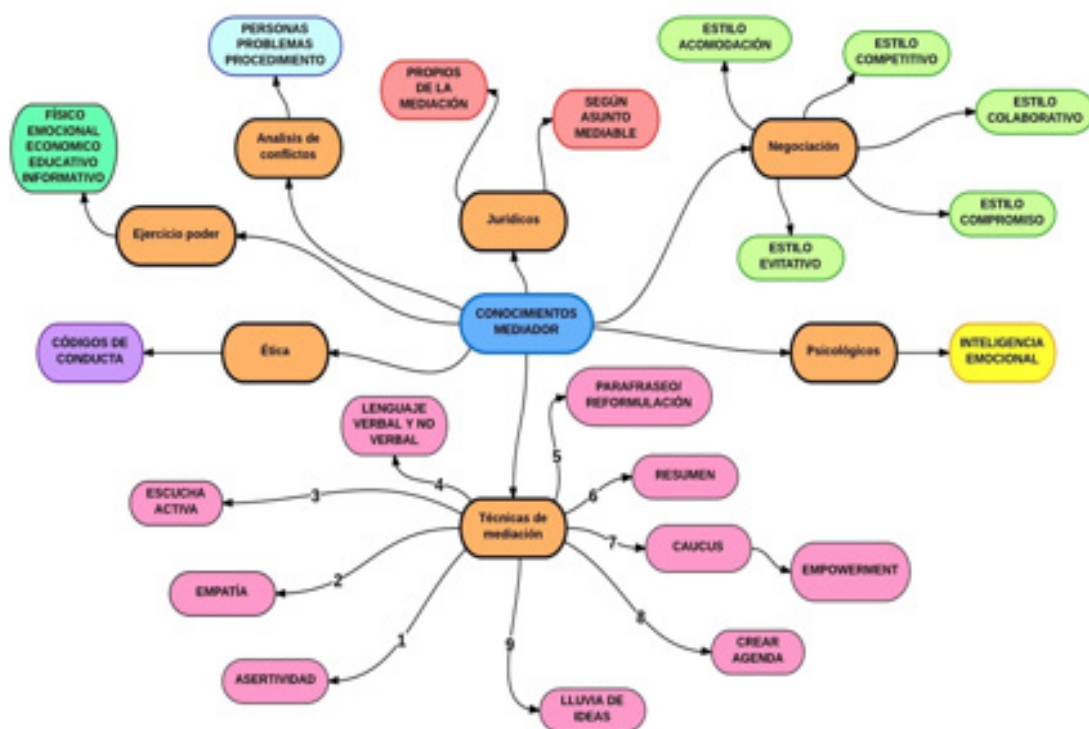 PERSONAS
PROBLEMAS
PROCEDIMIENTO
ESTILO
ACOMODACIÓN
ESTILO
COMPETITIVO
PROPIOS
DE LA
MEDIACIÓN
SEGÚN
ASUNTO
MEDIABLE
ESTILO
COLABORATIVO
FÍSICO
EMOCIONAL
ECONOMICO
EDUCATIVO
INFORMATIVO
Analisis de
conflictos
Negociación
Jurídicos
Ejercicio poder
ESTILO
COMPROMISO
ESTILO
EVITATIVO
CONOCIMIENTOS
MEDIADOR
CÓDIGOS DE
CONDUCTA
Ética
Psicológicos
INTELIGENCIA
EMOCIONAL
PARAFRASEO/
REFORMULACIÓN
LENGUAJE
VERBAL Y NO
VERBAL
5
4
RESUMEN
6
ESCUCHA
ACTIVA
3
Técnicas de
mediación
7
CAUCUS
EMPOWERMENT
EMPATÍA
2
8
1
9
CREAR
AGENDA
ASERTIVIDAD
LLUVIA DE
IDEAS